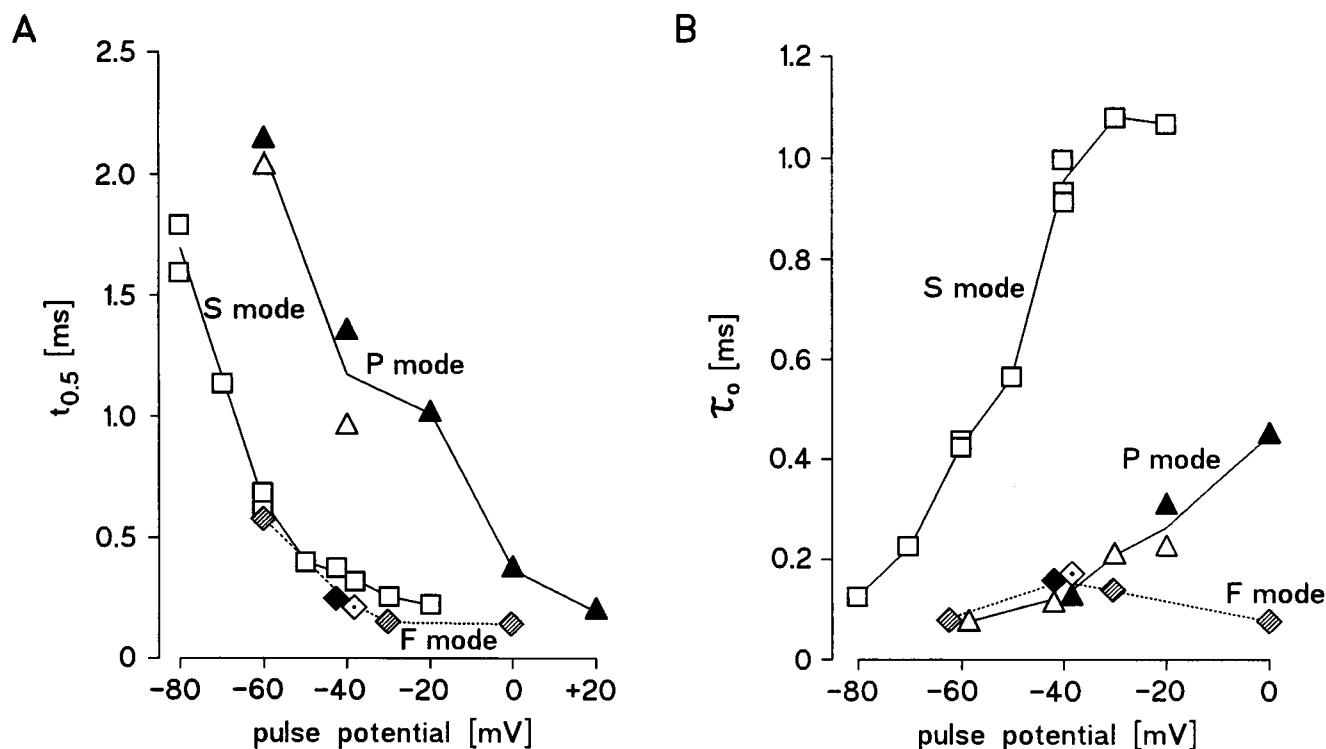 A
2.5
2.0
1.5
1.0
0.5
0
t0.5 [ms]
S mode
P mode
F mode
-80 -60 -40 -20 0 +20
pulse potential [mV]
B
1.2
1.0
0.8
0.6
0.4
0.2
0
τo [ms]
S mode
P mode
F mode
-80 -60 -40 -20 0
pulse potential [mV]